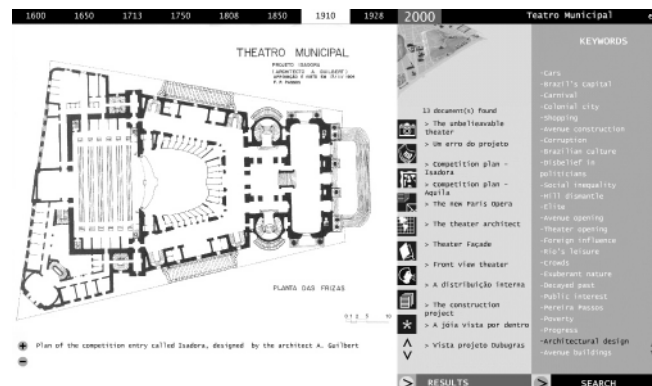 1600 1650 1713 1750 1808 1850 1910 1928 2000 Teatro Municipal
THEATRO MUNICIPAL
PROJETO ISADORA
(ARCHITECTO A GUILBERT)
F.P. PASSOS
PLANTA DAS FRIZAS
Plan of the competition entry called Isadora, designed by the architect A. Guilbert
13 document(s) found
> The unbelieavable
theater
> Um erro do projeto
> Competition plan -
Isadora
> Competition plan -
Aquila
> The new Paris Opera
> The theater architect
> Theater Façade
> Front view theater
> A distribuição interna
> The construction
project
> A jóia vista por dentro
> Vista projeto Dubugras
> RESULTS
KEYWORDS
-Cars
-Brazil's Capital
-Carnival
-Colonial city
-Shopping
-Avenue construction
-Corruption
-Brazilian culture
-Disbelief in
politicians
-Social inequality
-Hill dismantle
-Elite
-Avenue opening
-Theater opening
-Foreign influence
-Rio's leisure
-Crowds
-Exuberant nature
-Decayed past
-Public interest
-Pereira Passos
-Poverty
-Progress
-Architectural design
-Avenue buildings
> SEARCH